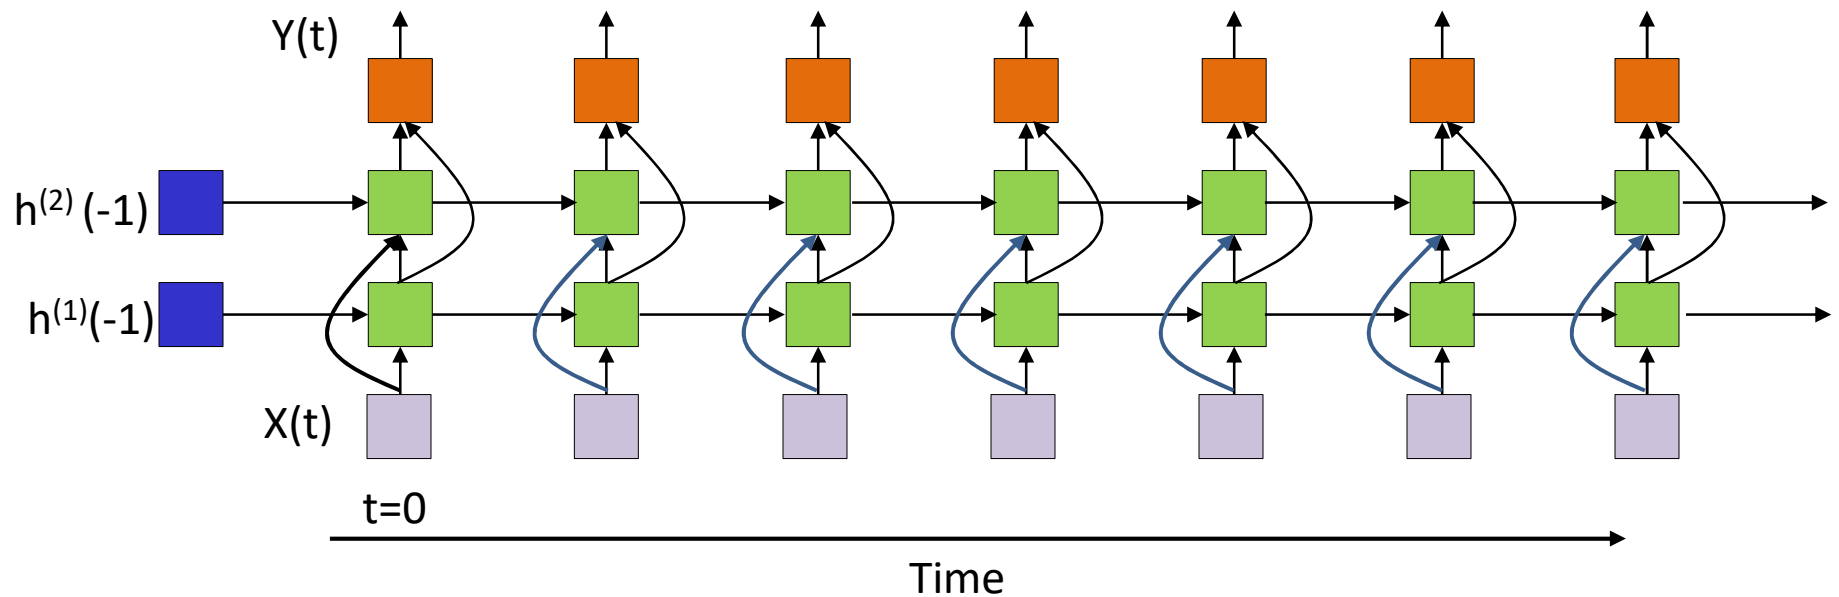 Y(t)
h⁽²⁾ (-1)
h⁽¹⁾(-1)
X(t)
t=0
Time